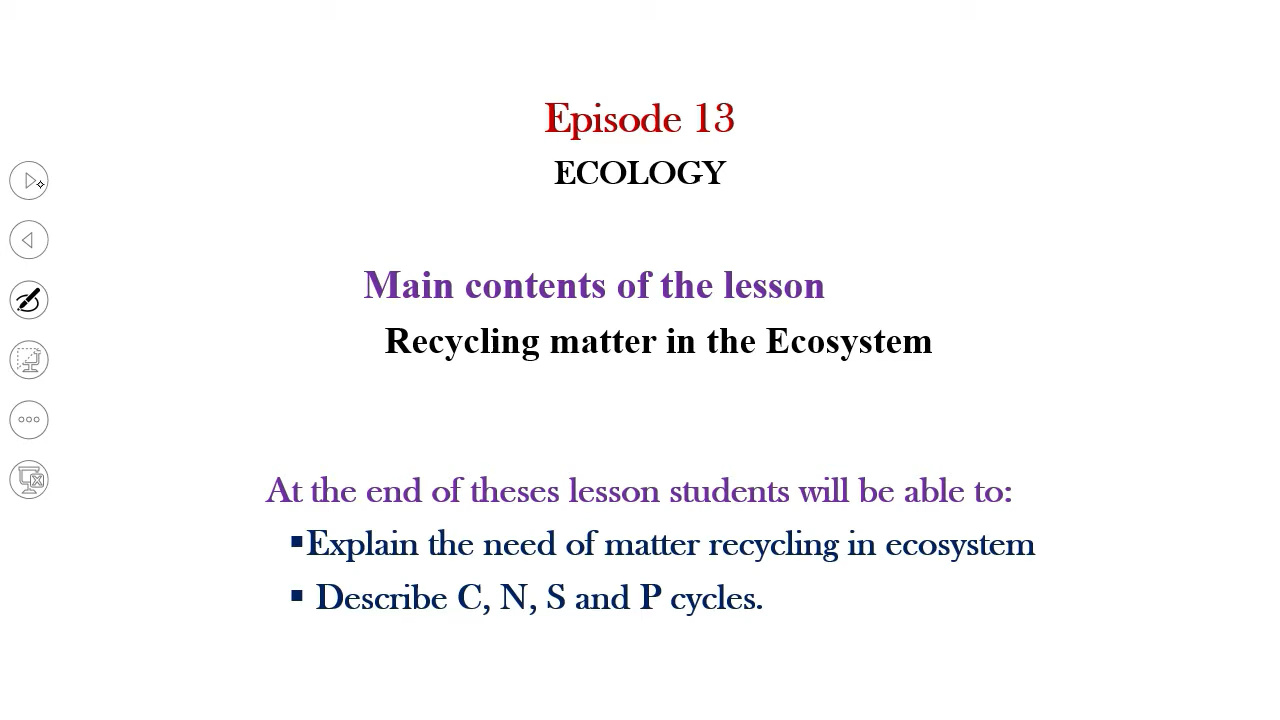 Episode 13
ECOLOGY
Main contents of the lesson
Recycling matter in the Ecosystem
At the end of theses lesson students will be able to:
▪Explain the need of matter recycling in ecosystem
▪ Describe C, N, S and P cycles.